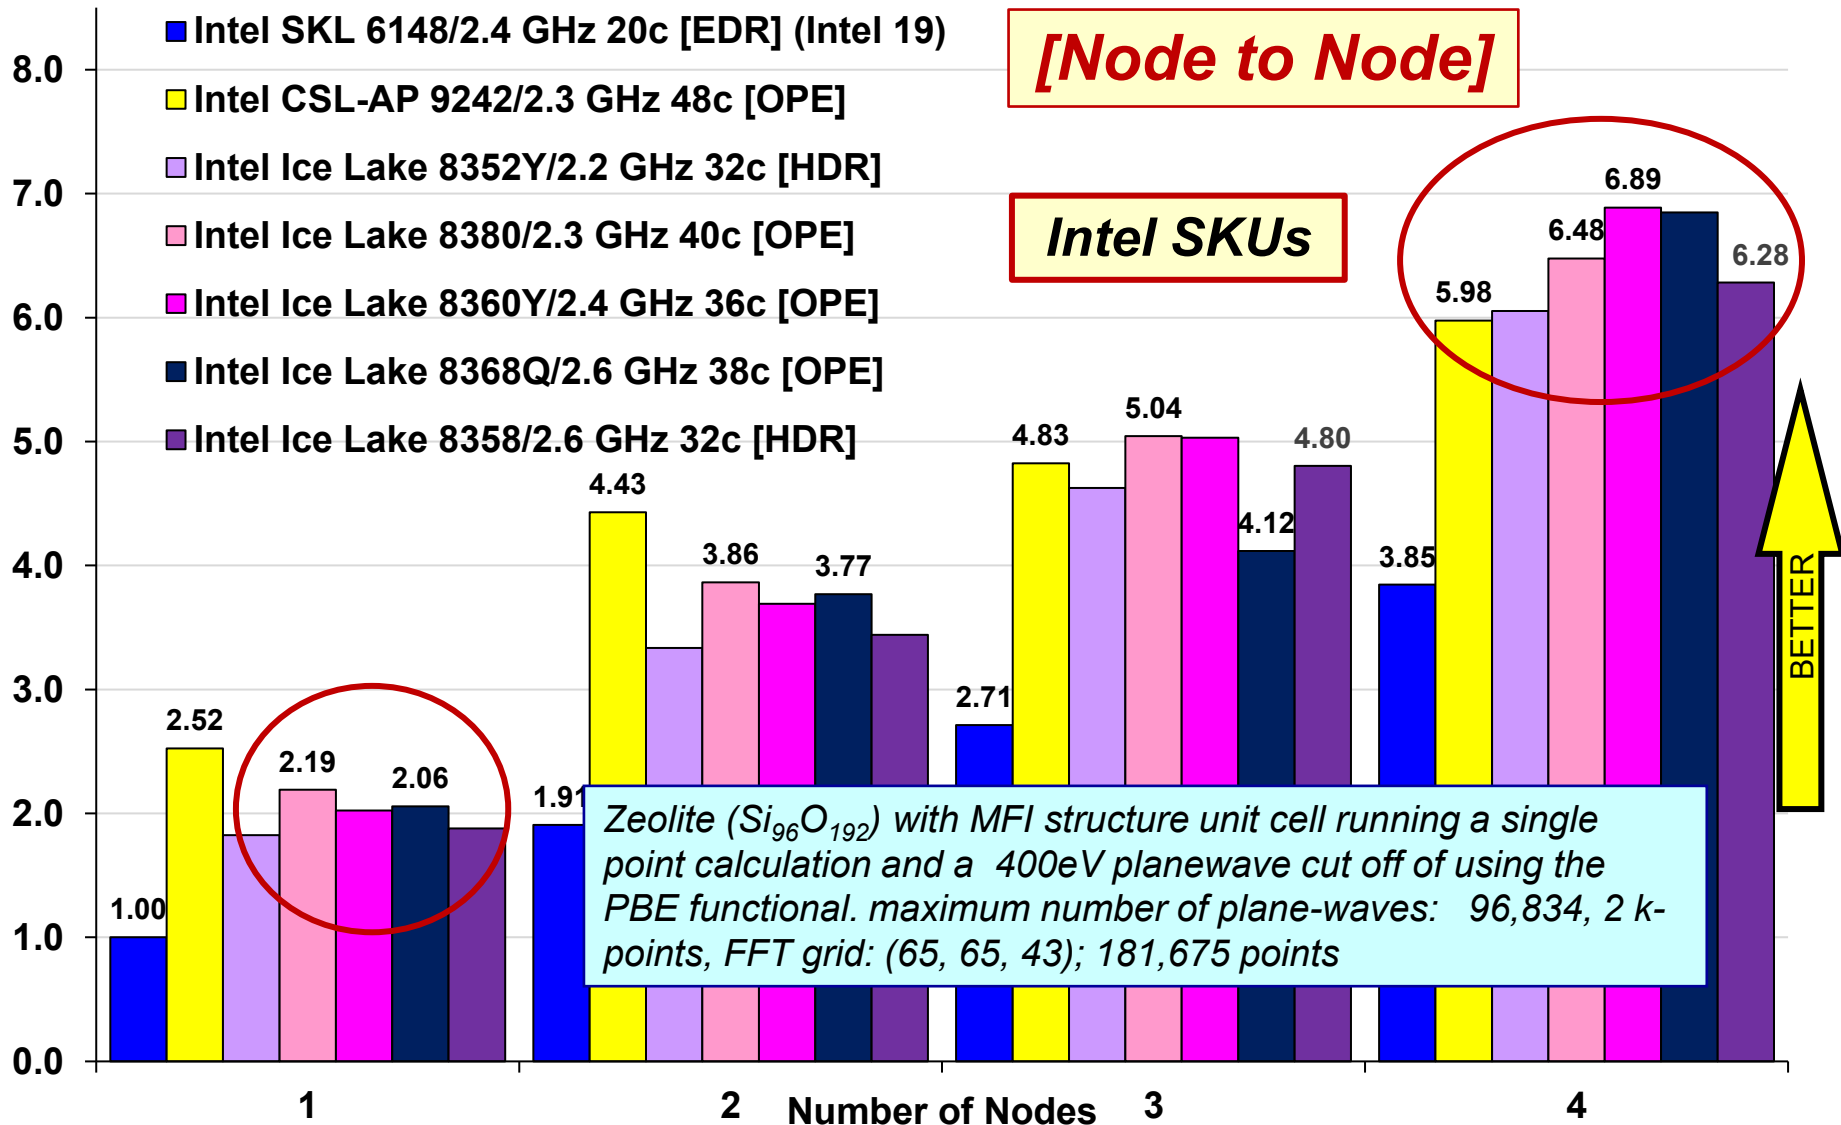 Intel SKL 6148/2.4 GHz 20c [EDR] (Intel 19)
Intel CSL-AP 9242/2.3 GHz 48c [OPE]
Intel Ice Lake 8352Y/2.2 GHz 32c [HDR]
Intel Ice Lake 8380/2.3 GHz 40c [OPE]
Intel Ice Lake 8360Y/2.4 GHz 36c [OPE]
Intel Ice Lake 8368Q/2.6 GHz 38c [OPE]
Intel Ice Lake 8358/2.6 GHz 32c [HDR]
[Node to Node]
Intel SKUs
8.0
7.0
6.0
5.0
4.0
3.0
2.0
1.0
0.0
1.00
2.52
2.19
2.06
1.91
4.43
3.86
3.77
2.71
4.83
5.04
4.12
4.80
3.85
5.98
6.48
6.89
6.28
BETTER
Zeolite (Si₉₆O₁₉₂) with MFI structure unit cell running a single
point calculation and a 400eV planewave cut off of using the
PBE functional. maximum number of plane-waves: 96,834, 2 k-
points, FFT grid: (65, 65, 43); 181,675 points
1
2
3
4
Number of Nodes